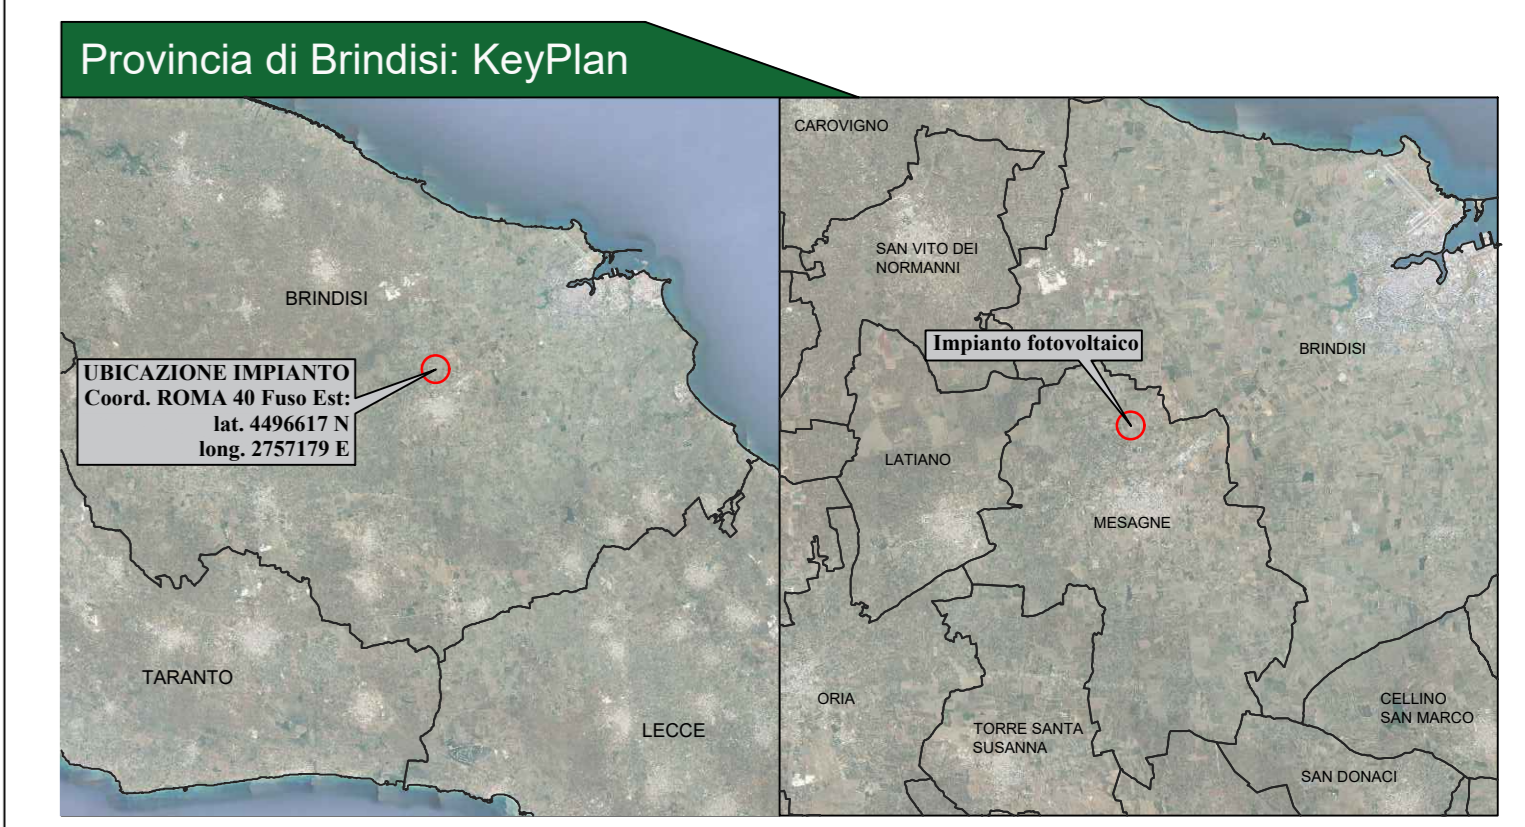 Provincia di Brindisi: KeyPlan
BRINDISI
UBICAZIONE IMPIANTO
Coord. ROMA 40 Fuso Est:
lat. 4496617 N
long. 2757179 E
TARANTO
LECCE
CAROVIGNO
SAN VITO DEI
NORMANNI
Impianto fotovoltaico
BRINDISI
LATIANO
MESAGNE
ORIA
TORRE SANTA
SUSANNA
CELLINO
SAN MARCO
SAN DONACI